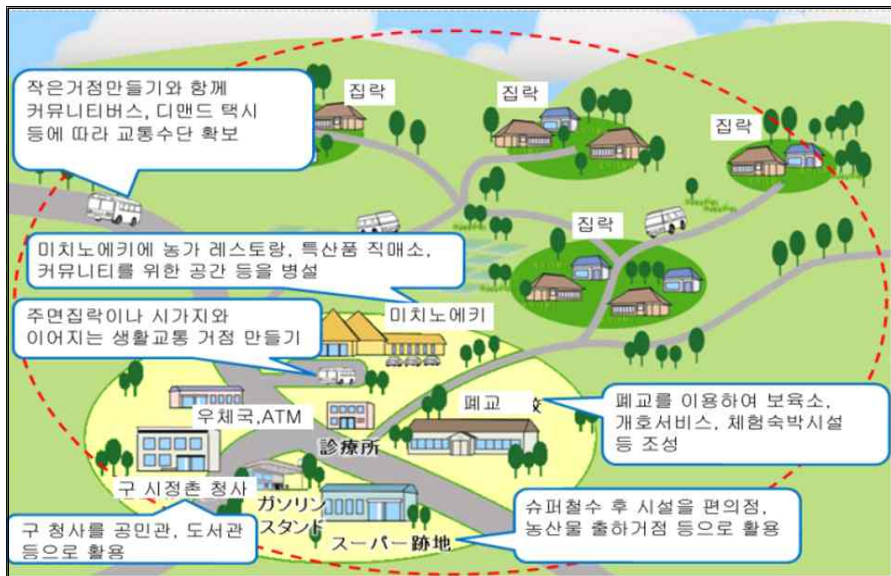 작은거점만들기와 함께
커뮤니티버스, 디맨드 택시
등에 따라 교통수단 확보
집락
집락
집락
집락
미치노에키에 농가 레스토랑, 특산품 직매소,
커뮤니티를 위한 공간 등을 병설
미치노에키
주면집락이나 시가지와
이어지는 생활교통 거점 만들기
우체국,ATM
診療所
폐교
폐교를 이용하여 보육소,
개호서비스, 체험숙박시설
등 조성
구 시정촌 청사
ガソリン
スタンド
スーパー跡地
구 청사를 공민관, 도서관
등으로 활용
슈퍼철수 후 시설을 편의점,
농산물 출하거점 등으로 활용